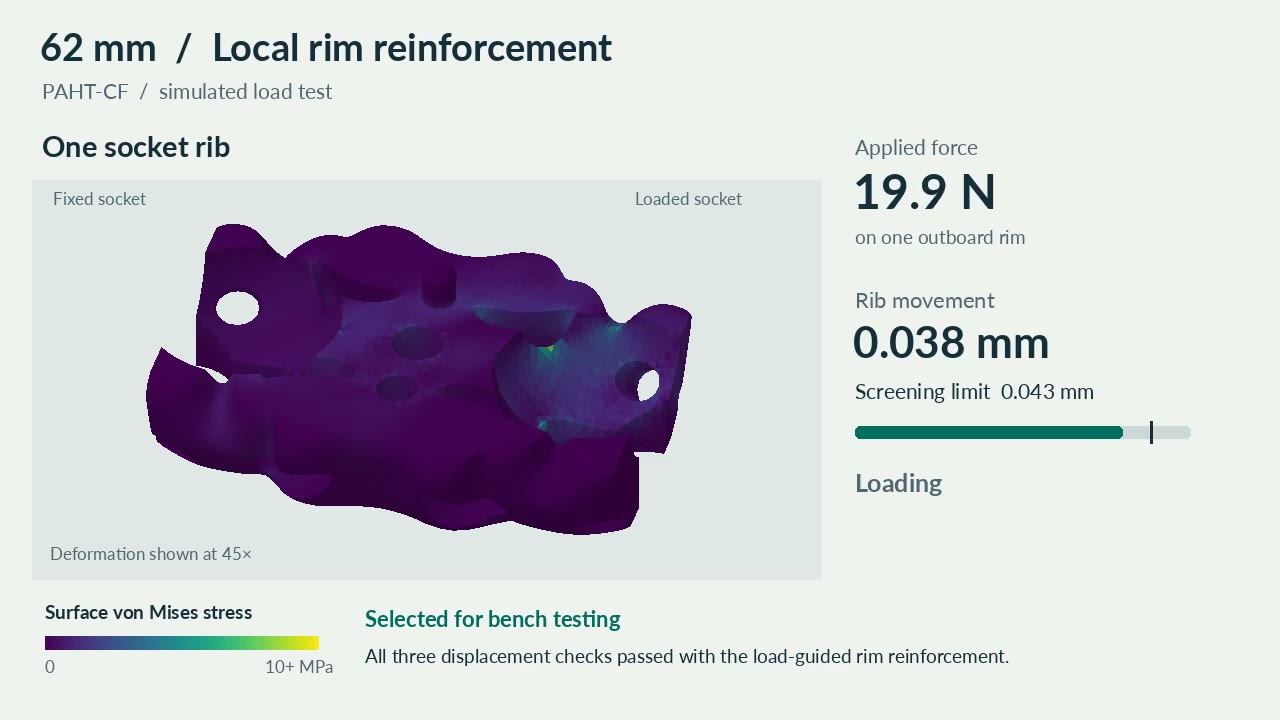 62 mm / Local rim reinforcement
PAHT-CF / simulated load test
One socket rib
Fixed socket
Loaded socket
Deformation shown at 45×
Applied force
19.9 N
on one outboard rim
Rib movement
0.038 mm
Screening limit 0.043 mm
Loading
Surface von Mises stress
0
10+ MPa
Selected for bench testing
All three displacement checks passed with the load-guided rim reinforcement.